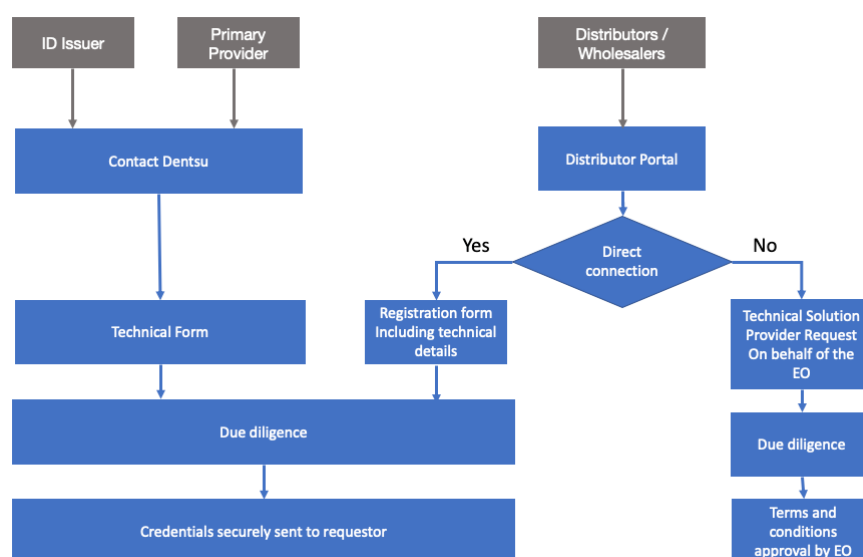 ID Issuer
Primary
Provider
Distributors /
Wholesalers
Contact Dentsu
Distributor Portal
Yes
Direct
connection
No
Technical Form
Registration form
Including technical
details
Technical Solution
Provider Request
On behalf of the
EO
Due diligence
Due diligence
Credentials securely sent to requestor
Terms and
conditions
approval by EO